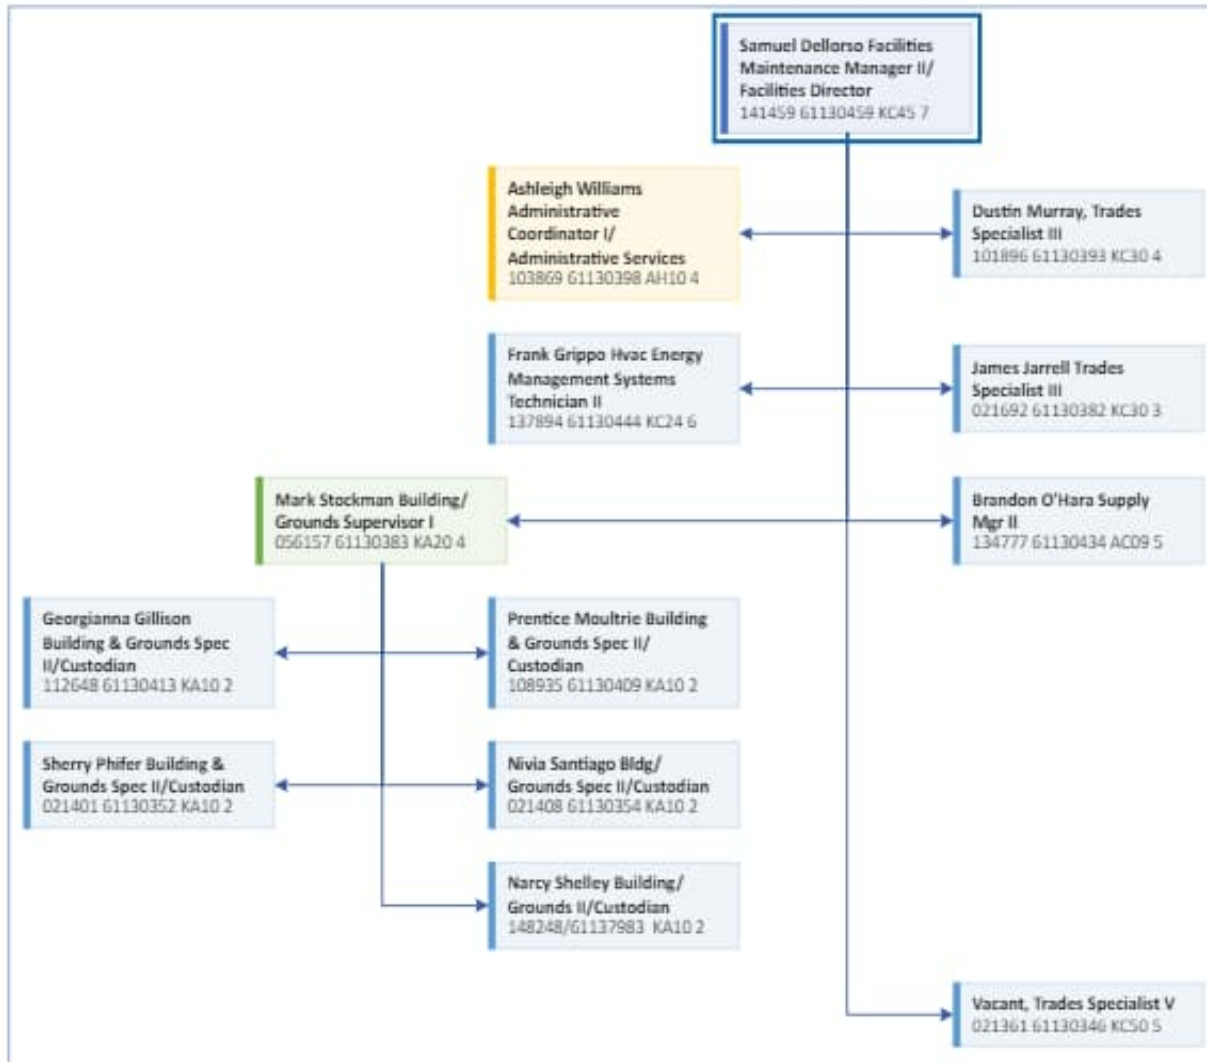 Samuel Dellorso Facilities
Maintenance Manager II/
Facilities Director
141459 61130459 KC45 7
Ashleigh Williams
Administrative
Coordinator I/
Administrative Services
103869 61130398 AH10 4
Dustin Murray, Trades
Specialist III
101896 61130393 KC30 4
Frank Grippo Hvac Energy
Management Systems
Technician II
137894 61130444 KC24 6
James Jarrell Trades
Specialist III
021692 61130382 KC30 3
Mark Stockman Building/
Grounds Supervisor I
056157 61130383 KA20 4
Brandon O'Hara Supply
Mgr II
134777 61130434 AC09 5
Georgianna Gillison
Building & Grounds Spec
II/Custodian
112648 61130413 KA10 2
Prentice Moultrie Building
& Grounds Spec II/
Custodian
108935 61130409 KA10 2
Sherry Phifer Building &
Grounds Spec II/Custodian
021401 61130352 KA10 2
Nivia Santiago Bldg/
Grounds Spec II/Custodian
021408 61130354 KA10 2
Narcy Shelley Building/
Grounds II/Custodian
148248/61137983 KA10 2
Vacant, Trades Specialist V
021361 61130346 KC50 5